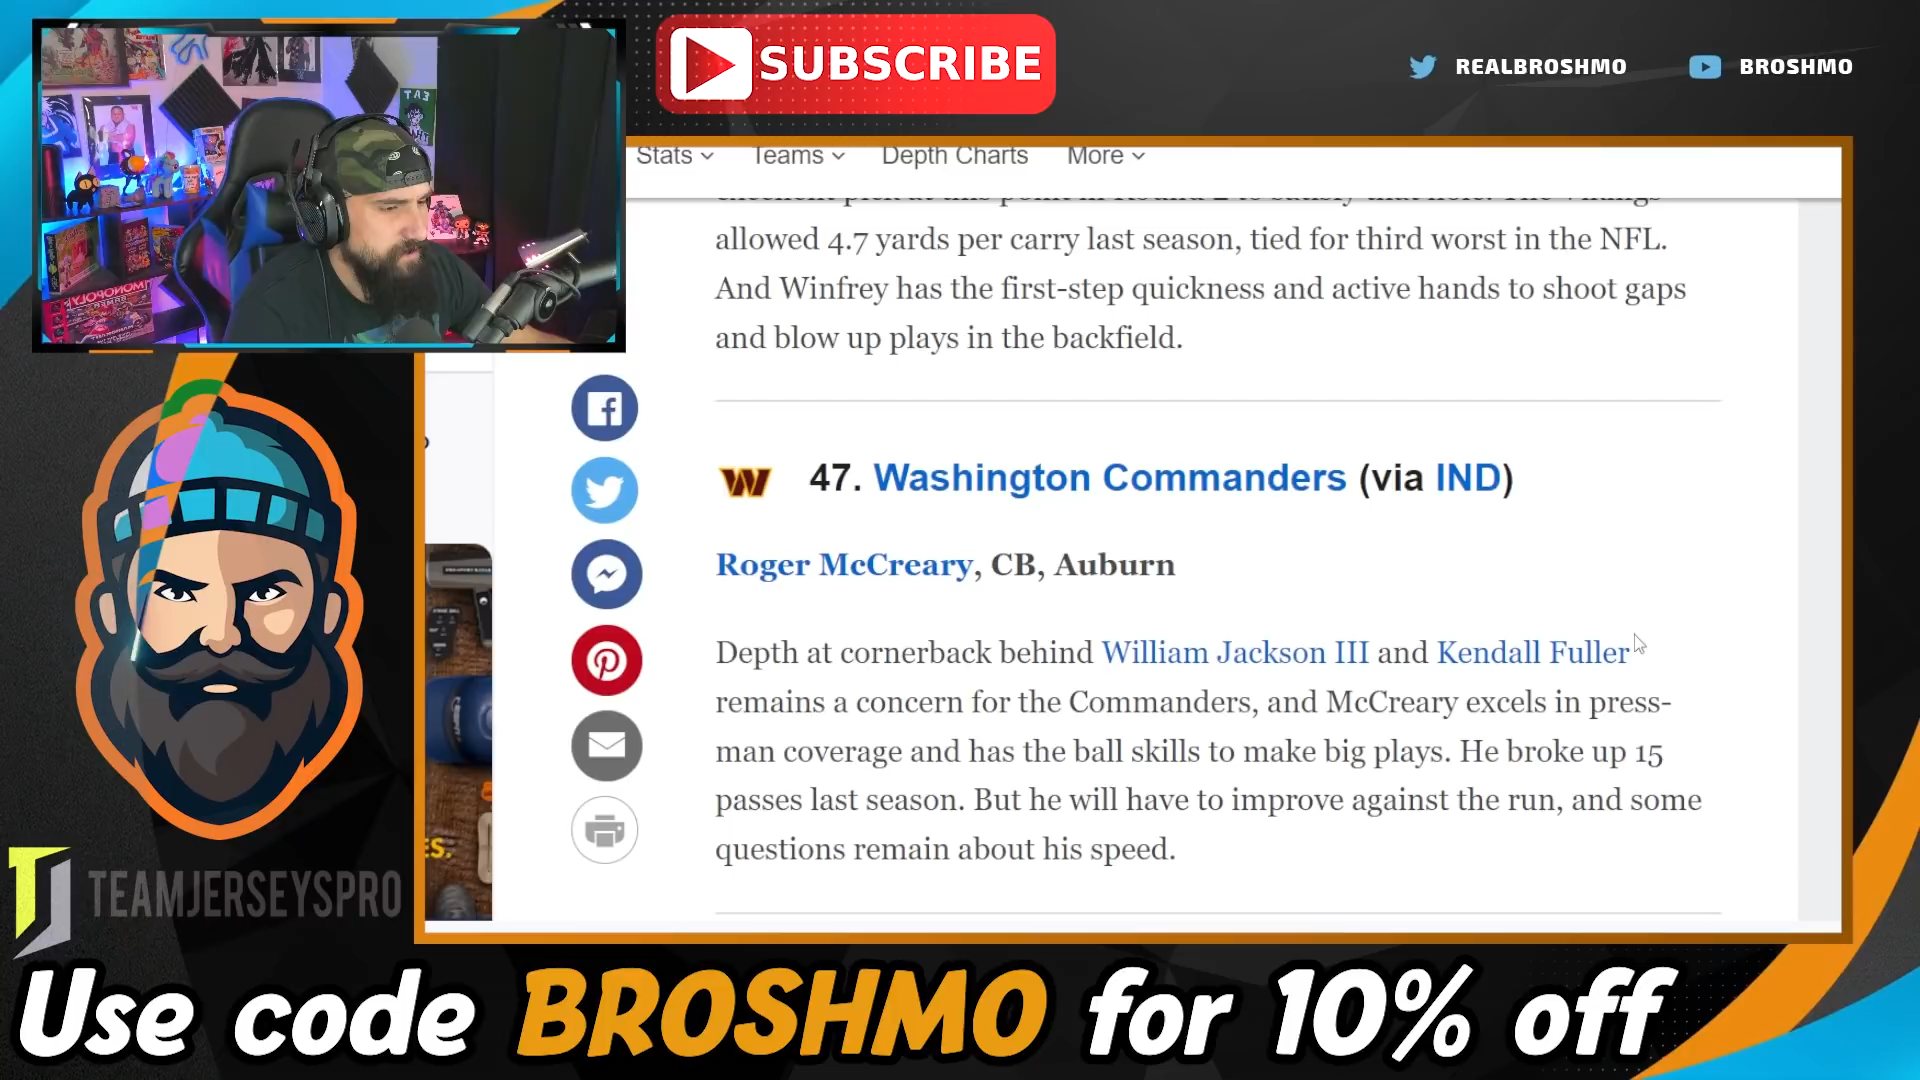 SUBSCRIBE
REALBROSHMO
BROSHMO
Stats
Teams
Depth Charts
More
allowed 4.7 yards per carry last season, tied for third worst in the NFL.
And Winfrey has the first-step quickness and active hands to shoot gaps
and blow up plays in the backfield.
W 47. Washington Commanders (via IND)
Roger McCreary, CB, Auburn
Depth at cornerback behind William Jackson III and Kendall Fuller
remains a concern for the Commanders, and McCreary excels in press-
man coverage and has the ball skills to make big plays. He broke up 15
passes last season. But he will have to improve against the run, and some
questions remain about his speed.
ES.
TJ TEAMJERSEYSPRO
Use code BROSHMO for 10% off